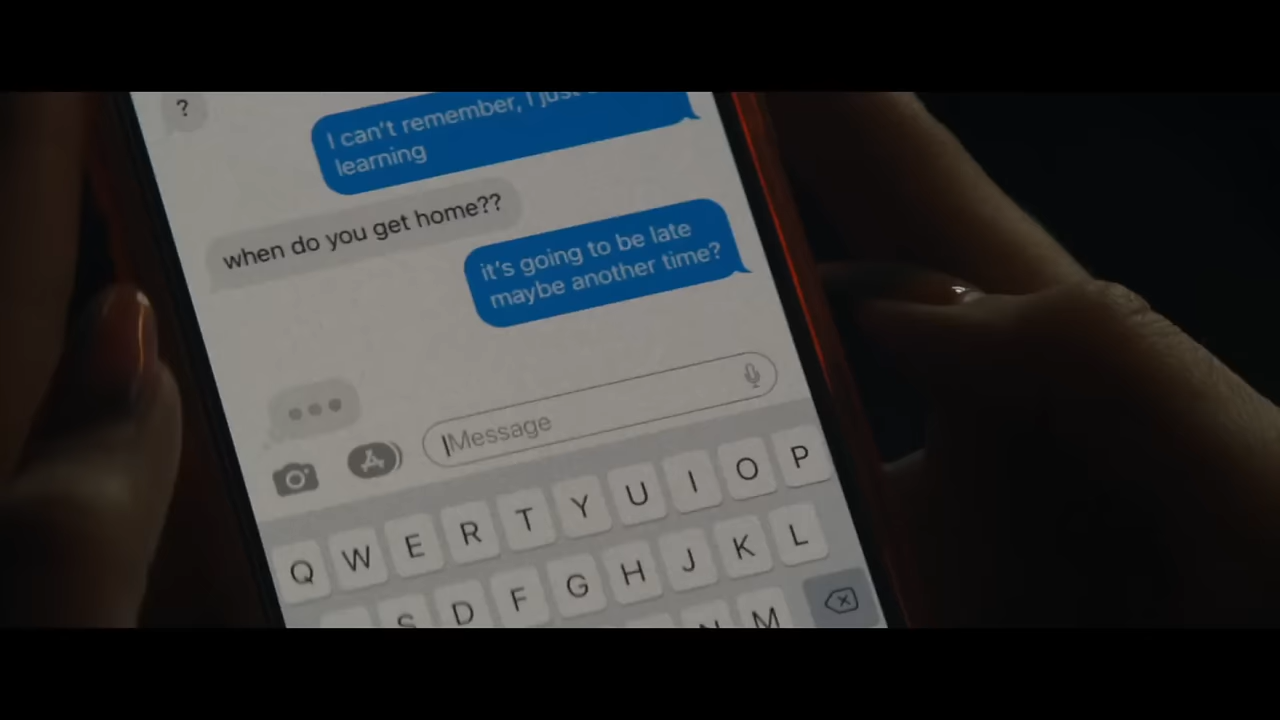 ?
I can't remember, I just
learning
when do you get home??
it's going to be late
maybe another time?
Message
Q W E R T Y U I O P
S D F G H J K L
N M